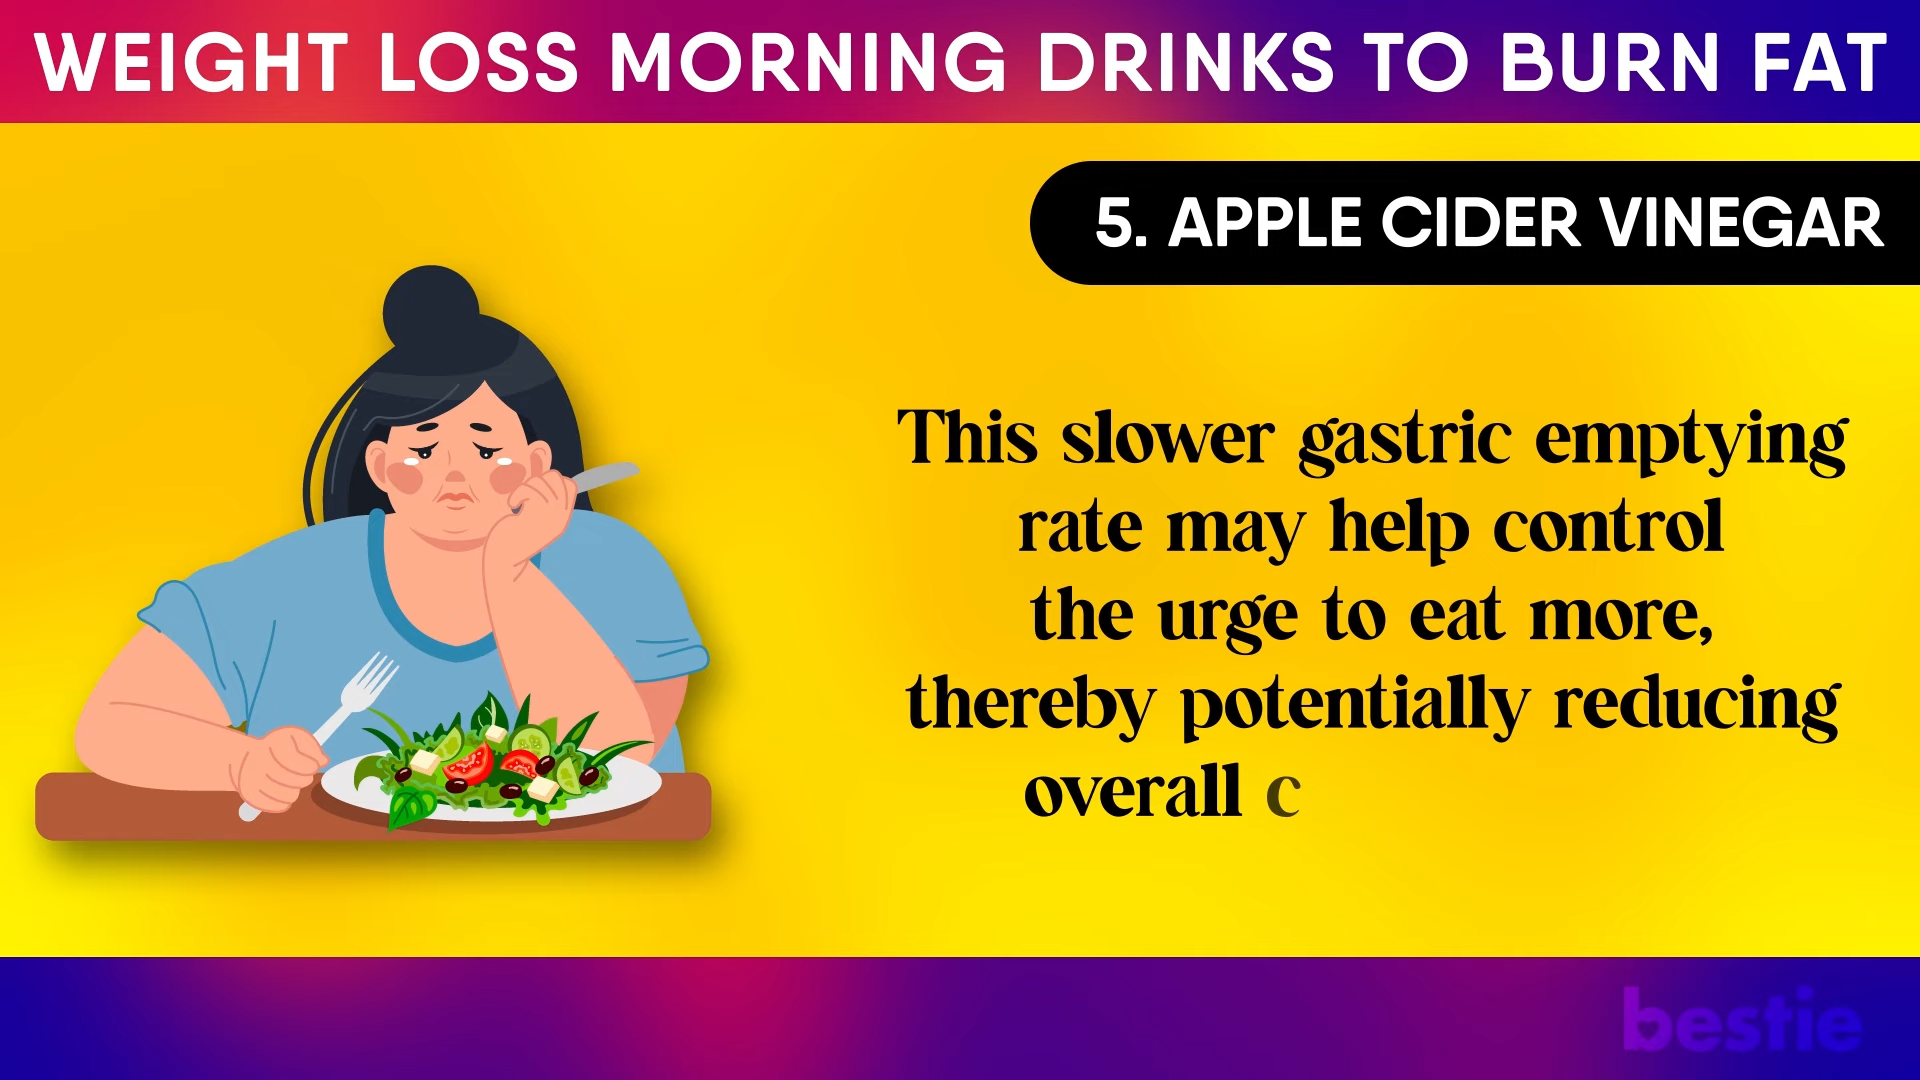 WEIGHT LOSS MORNING DRINKS TO BURN FAT
5. APPLE CIDER VINEGAR
This slower gastric emptying
rate may help control
the urge to eat more,
thereby potentially reducing
overall c
bestie